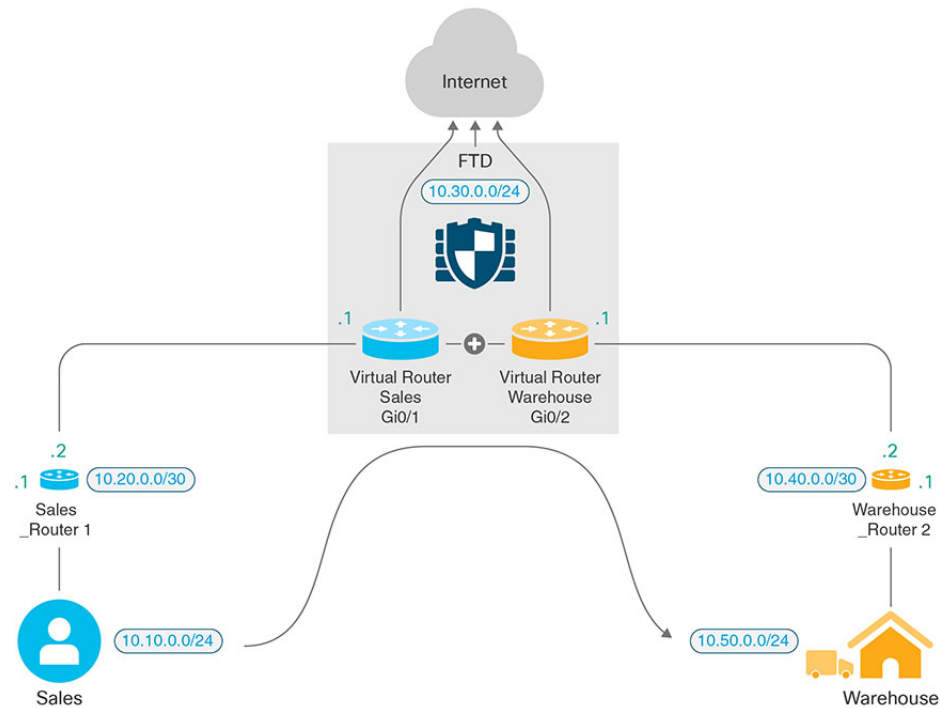 Internet
FTD
10.30.0.0/24
.1
.1
Virtual Router
Sales
Gi0/1
Virtual Router
Warehouse
Gi0/2
.2
.1
10.20.0.0/30
Sales
_Router 1
.2
10.40.0.0/30
.1
Warehouse
_Router 2
10.10.0.0/24
Sales
10.50.0.0/24
Warehouse